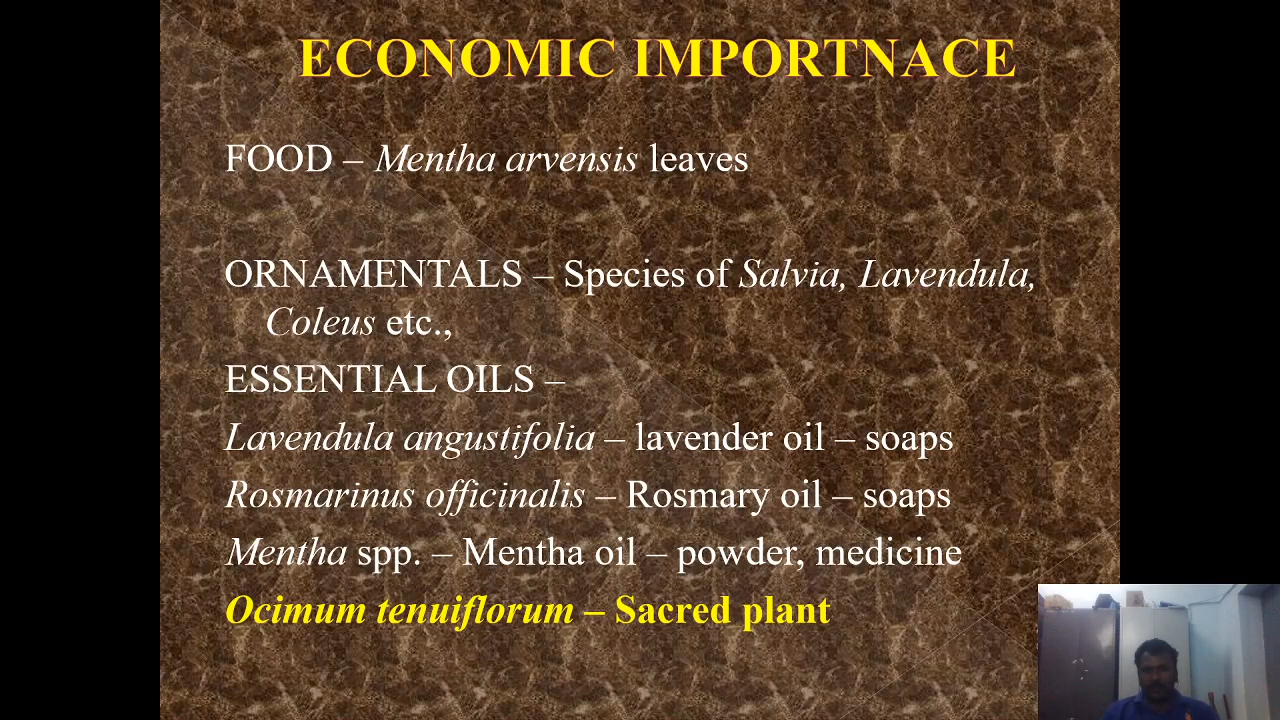 ECONOMIC IMPORTNACE
FOOD – Mentha arvensis leaves
ORNAMENTALS – Species of Salvia, Lavendula,
Coleus etc.,
ESSENTIAL OILS –
Lavendula angustifolia – lavender oil – soaps
Rosmarinus officinalis – Rosmary oil – soaps
Mentha spp. – Mentha oil – powder, medicine
Ocimum tenuiflorum – Sacred plant